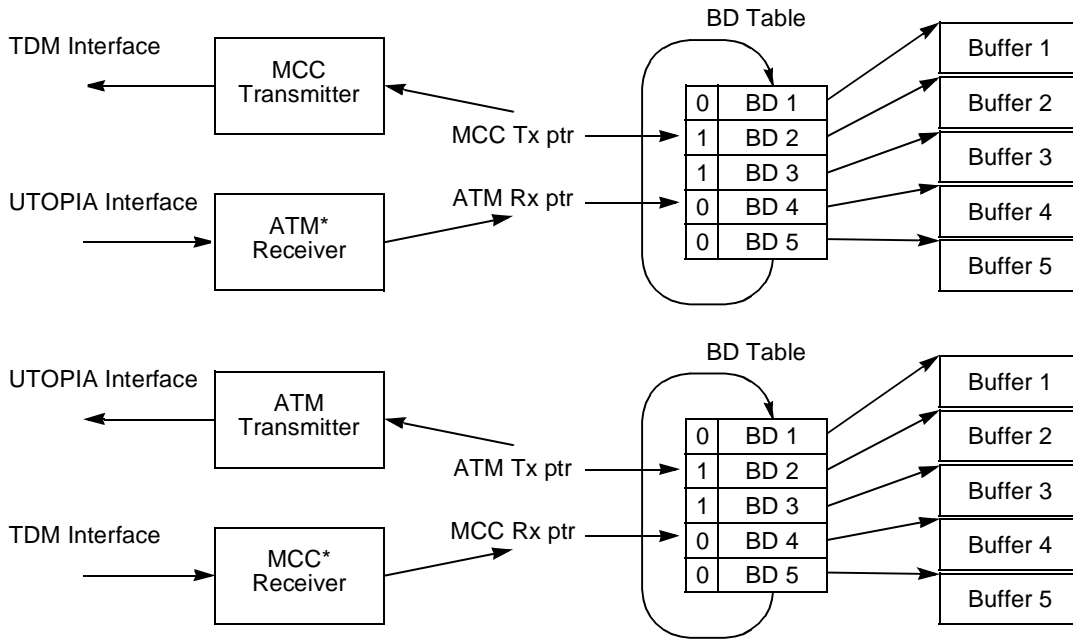 BD Table
TDM Interface
MCC
Transmitter
MCC Tx ptr
0 BD 1
1 BD 2
1 BD 3
0 BD 4
0 BD 5
Buffer 1
Buffer 2
Buffer 3
Buffer 4
Buffer 5
UTOPIA Interface
ATM*
Receiver
ATM Rx ptr
BD Table
UTOPIA Interface
ATM
Transmitter
ATM Tx ptr
0 BD 1
1 BD 2
1 BD 3
0 BD 4
0 BD 5
Buffer 1
Buffer 2
Buffer 3
Buffer 4
Buffer 5
TDM Interface
MCC*
Receiver
MCC Rx ptr